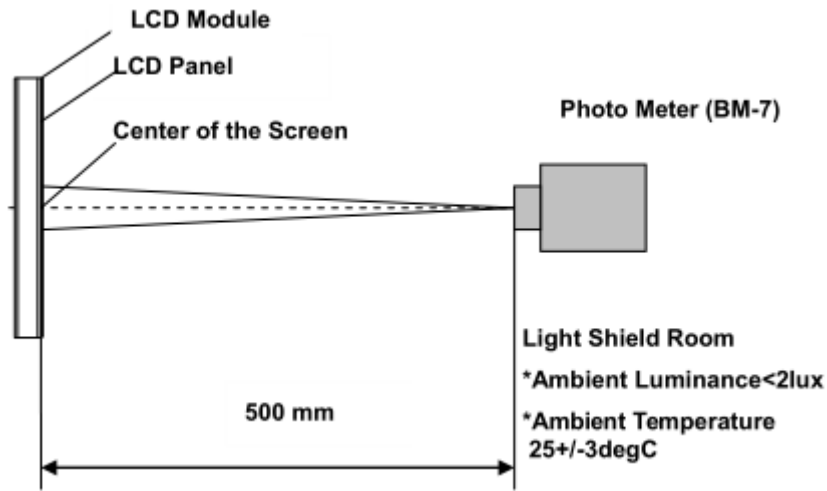 LCD Module
LCD Panel
Center of the Screen
Photo Meter (BM-7)
Light Shield Room
*Ambient Luminance<2lux
*Ambient Temperature
25+/-3degC
500 mm